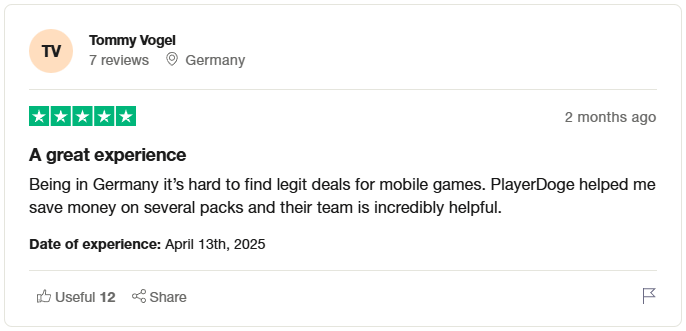 TV
Tommy Vogel
7 reviews Germany
2 months ago
A great experience
Being in Germany it’s hard to find legit deals for mobile games. PlayerDoge helped me
save money on several packs and their team is incredibly helpful.
Date of experience: April 13th, 2025
Useful 12 Share